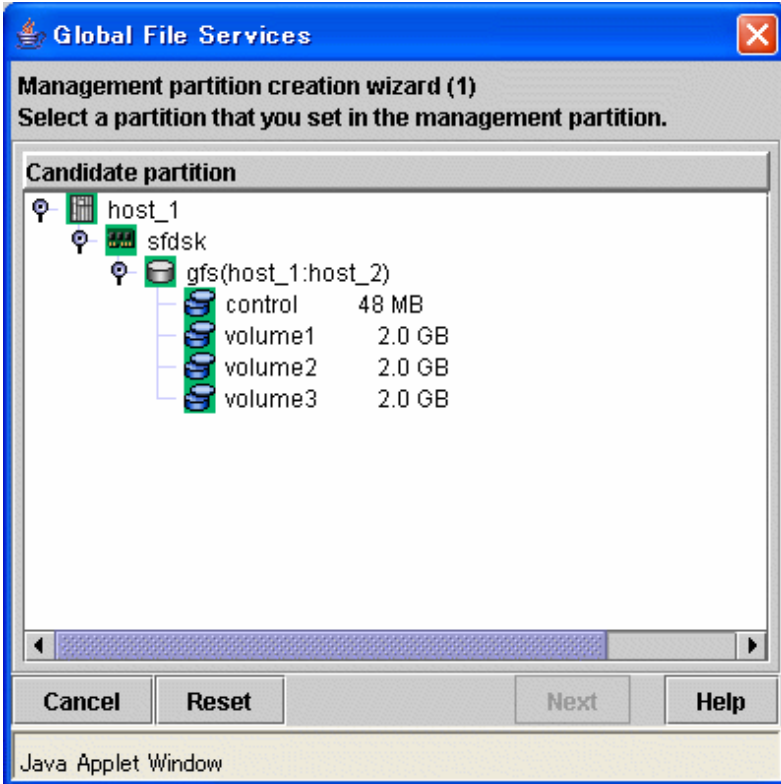 Global File Services
Management partition creation wizard (1)
Select a partition that you set in the management partition.
Candidate partition
host_1
sfdsk
gfs(host_1:host_2)
control 48 MB
volume1 2.0 GB
volume2 2.0 GB
volume3 2.0 GB
Cancel Reset Next Help
Java Applet Window